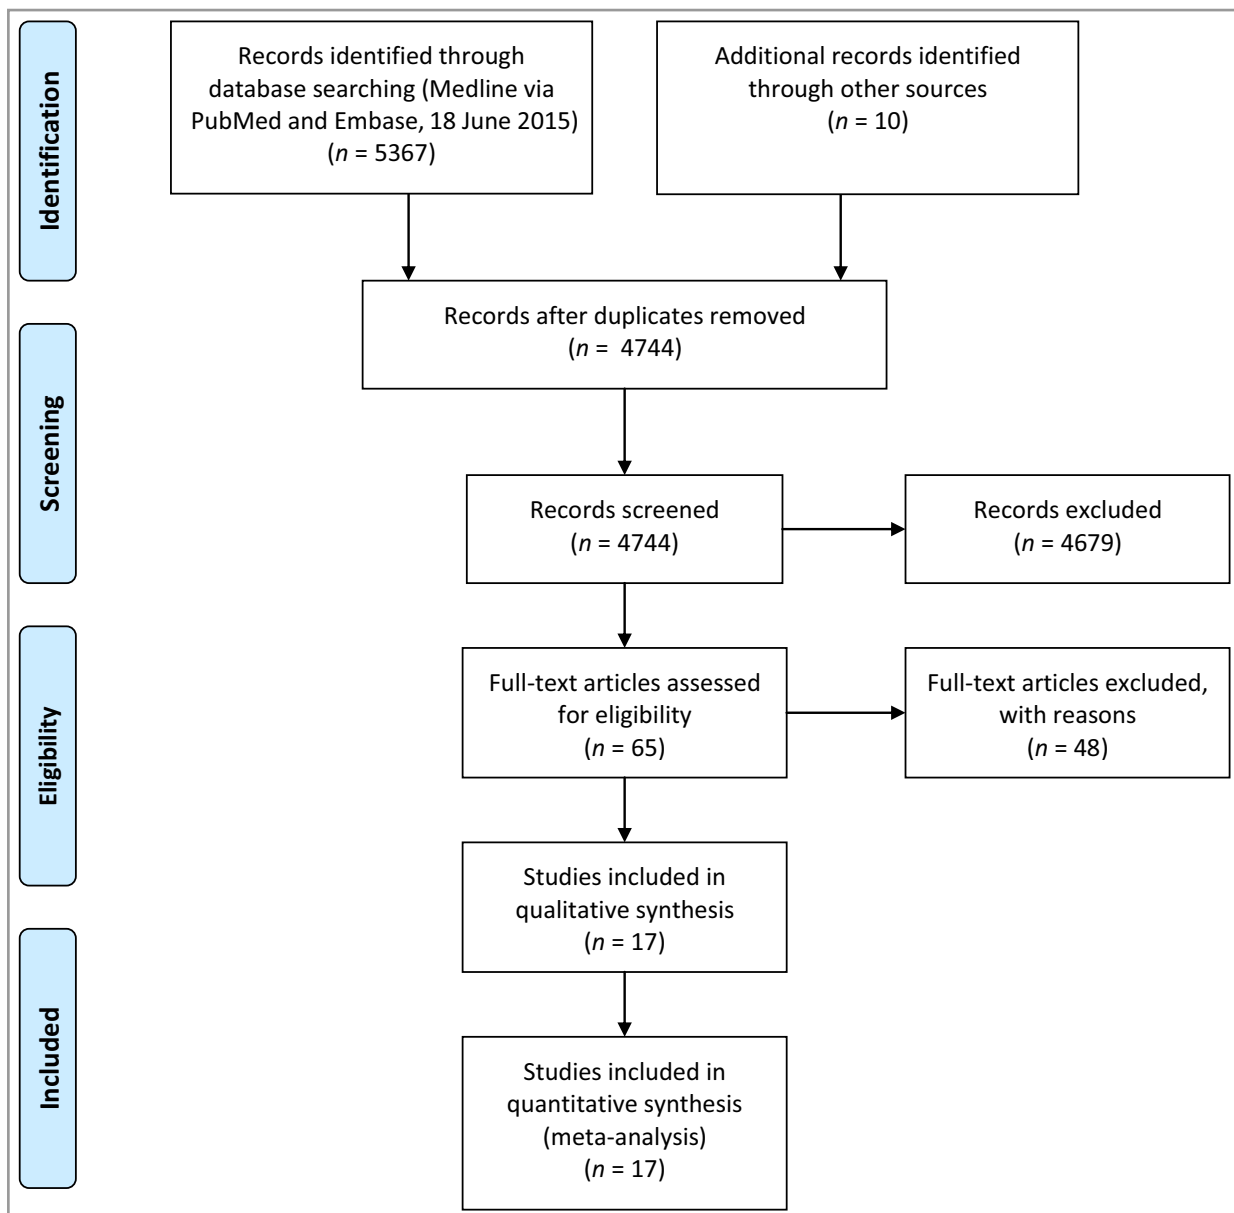 Identification
Records identified through
database searching (Medline via
PubMed and Embase, 18 June 2015)
(n = 5367)
Additional records identified
through other sources
(n = 10)
Records after duplicates removed
(n =  4744)
Screening
Records screened
(n = 4744)
Records excluded
(n = 4679)
Eligibility
Full-text articles assessed
for eligibility
(n = 65)
Full-text articles excluded,
with reasons
(n = 48)
Studies included in
qualitative synthesis
(n = 17)
Included
Studies included in
quantitative synthesis
(meta-analysis)
(n = 17)